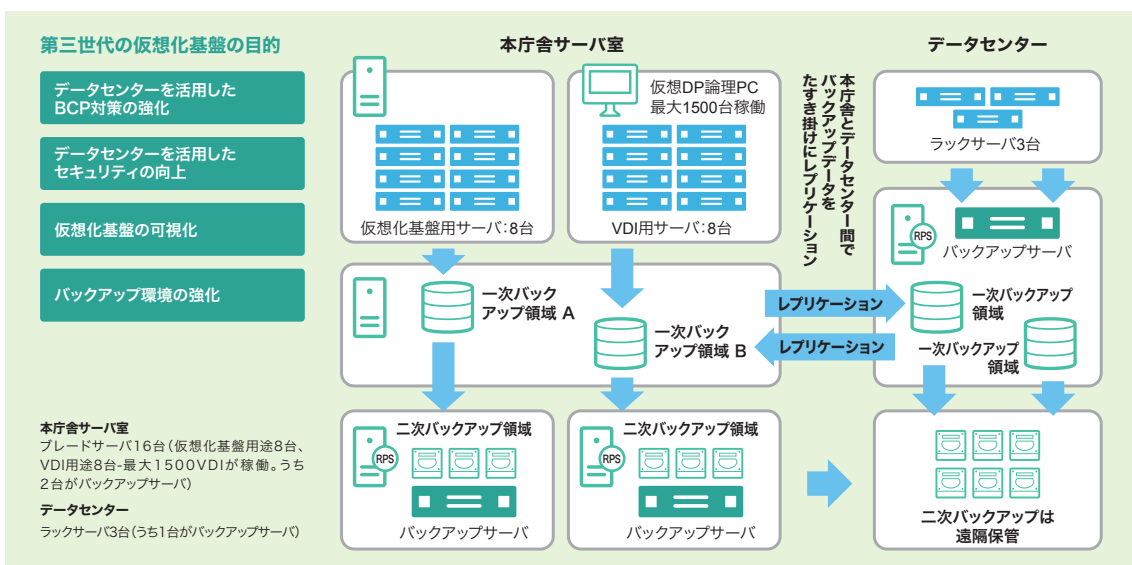 第三世代の仮想化基盤の目的
データセンターを活用した
BCP対策の強化
データセンターを活用した
セキュリティの向上
仮想化基盤の可視化
バックアップ環境の強化
本庁舎サーバ室
ブレードサーバ16台(仮想化基盤用途8台、
VDI用途8台-最大1500VDIが稼働。うち
2台がバックアップサーバ)
データセンター
ラックサーバ3台(うち1台がバックアップサーバ)
本庁舎サーバ室
仮想化基盤用サーバ:8台
仮想DP論理PC
最大1500台稼働
VDI用サーバ:8台
一次バック
アップ領域 A
一次バック
アップ領域 B
二次バックアップ領域
RPS
バックアップサーバ
二次バックアップ領域
RPS
バックアップサーバ
本庁舎とデータセンター間で
バックアップデータを
たすき掛けにレプリケーション
レプリケーション
レプリケーション
データセンター
ラックサーバ3台
RPS
バックアップサーバ
一次バックアップ
領域
一次バックアップ
領域
二次バックアップは
遠隔保管